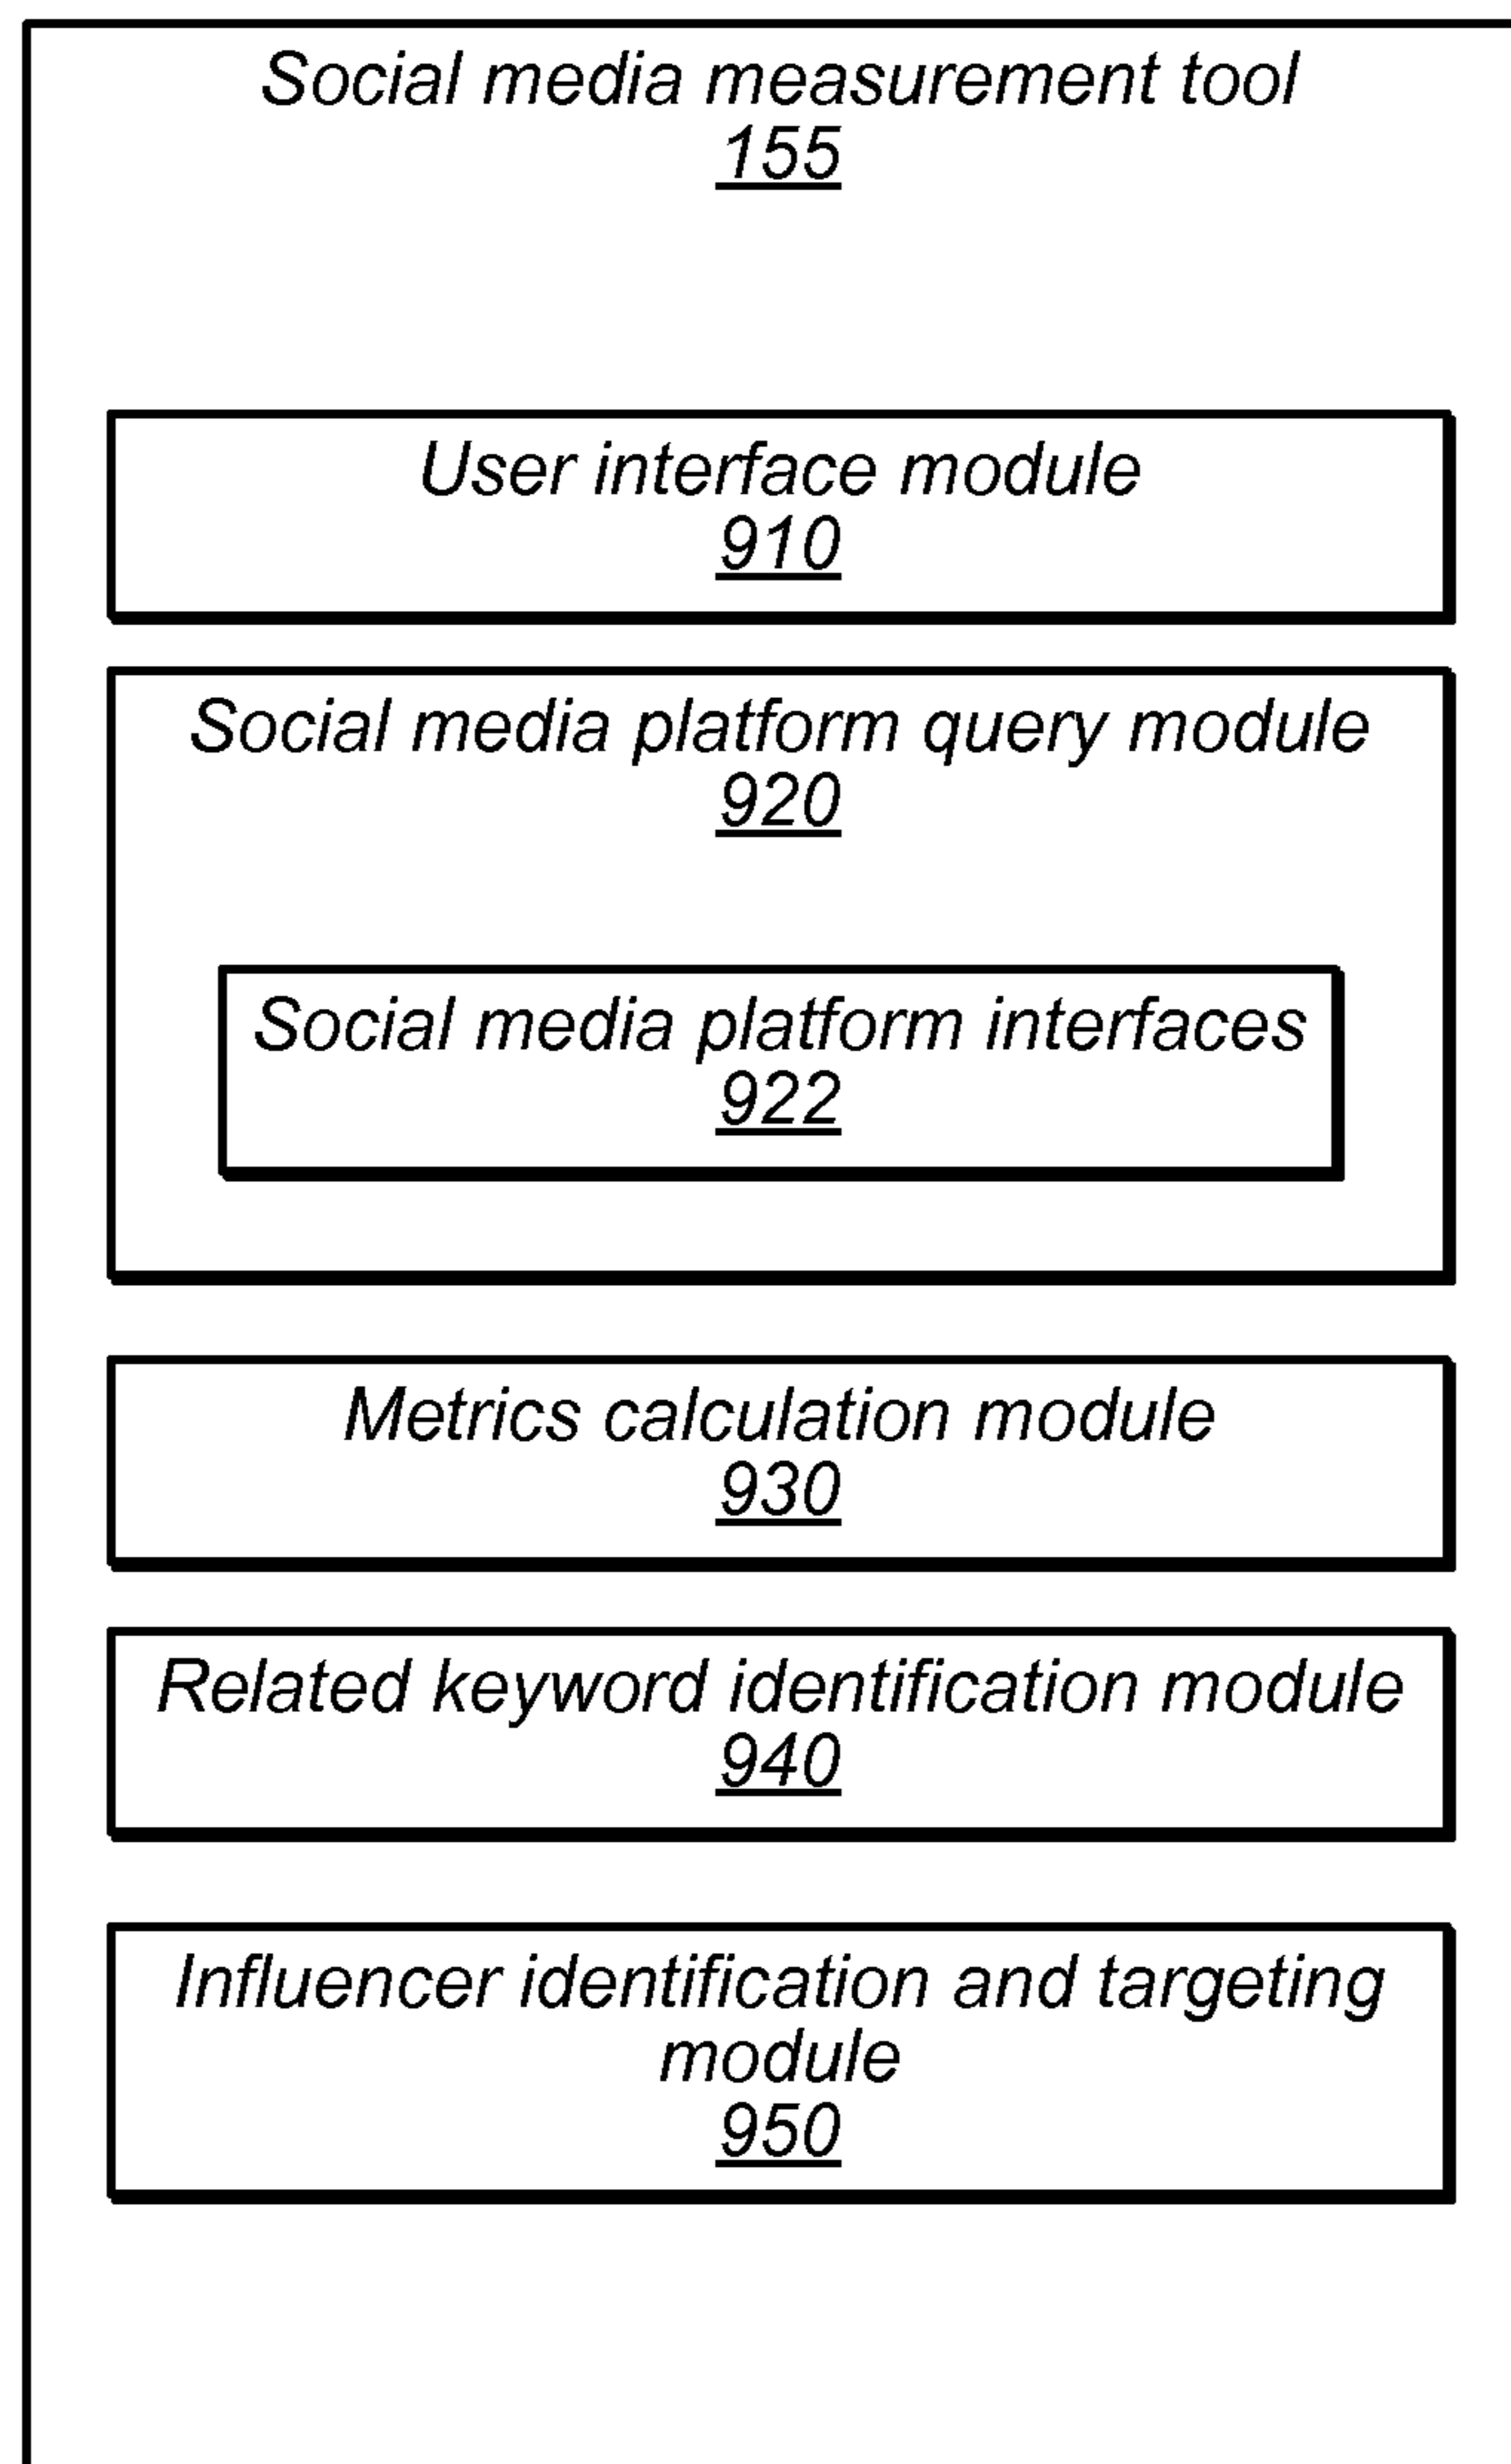 Social media measurement tool
155
User interface module
910
Social media platform query module
920
Social media platform interfaces
922
Metrics calculation module
930
Related keyword identification module
940
Influencer identification and targeting
module
950